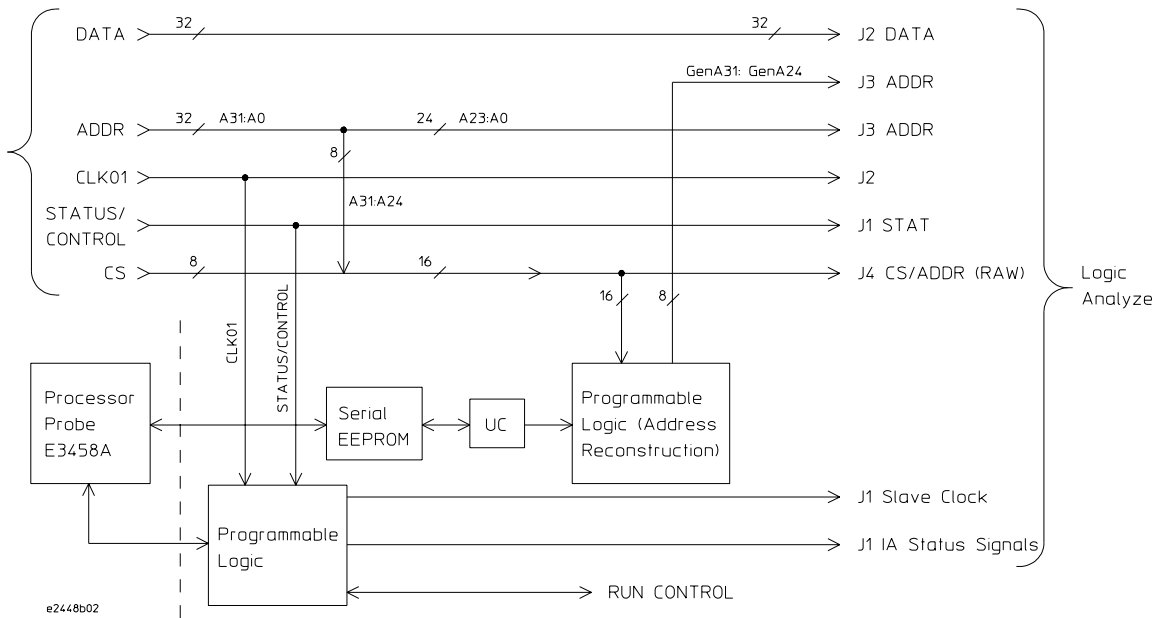 DATA
32
32
J2 DATA
GenA31: GenA24
J3 ADDR
ADDR
32
A31:A0
24
A23:A0
J3 ADDR
8
CLK01
J2
A31:A24
STATUS/
CONTROL
J1 STAT
CS
8
16
J4 CS/ADDR (RAW)
Logic
Analyze
16
8
CLK01
STATUS/CONTROL
Processor
Probe
E3458A
Serial
EEPROM
UC
Programmable
Logic (Address
Reconstruction)
J1 Slave Clock
Programmable
Logic
J1 IA Status Signals
RUN CONTROL
e2448b02